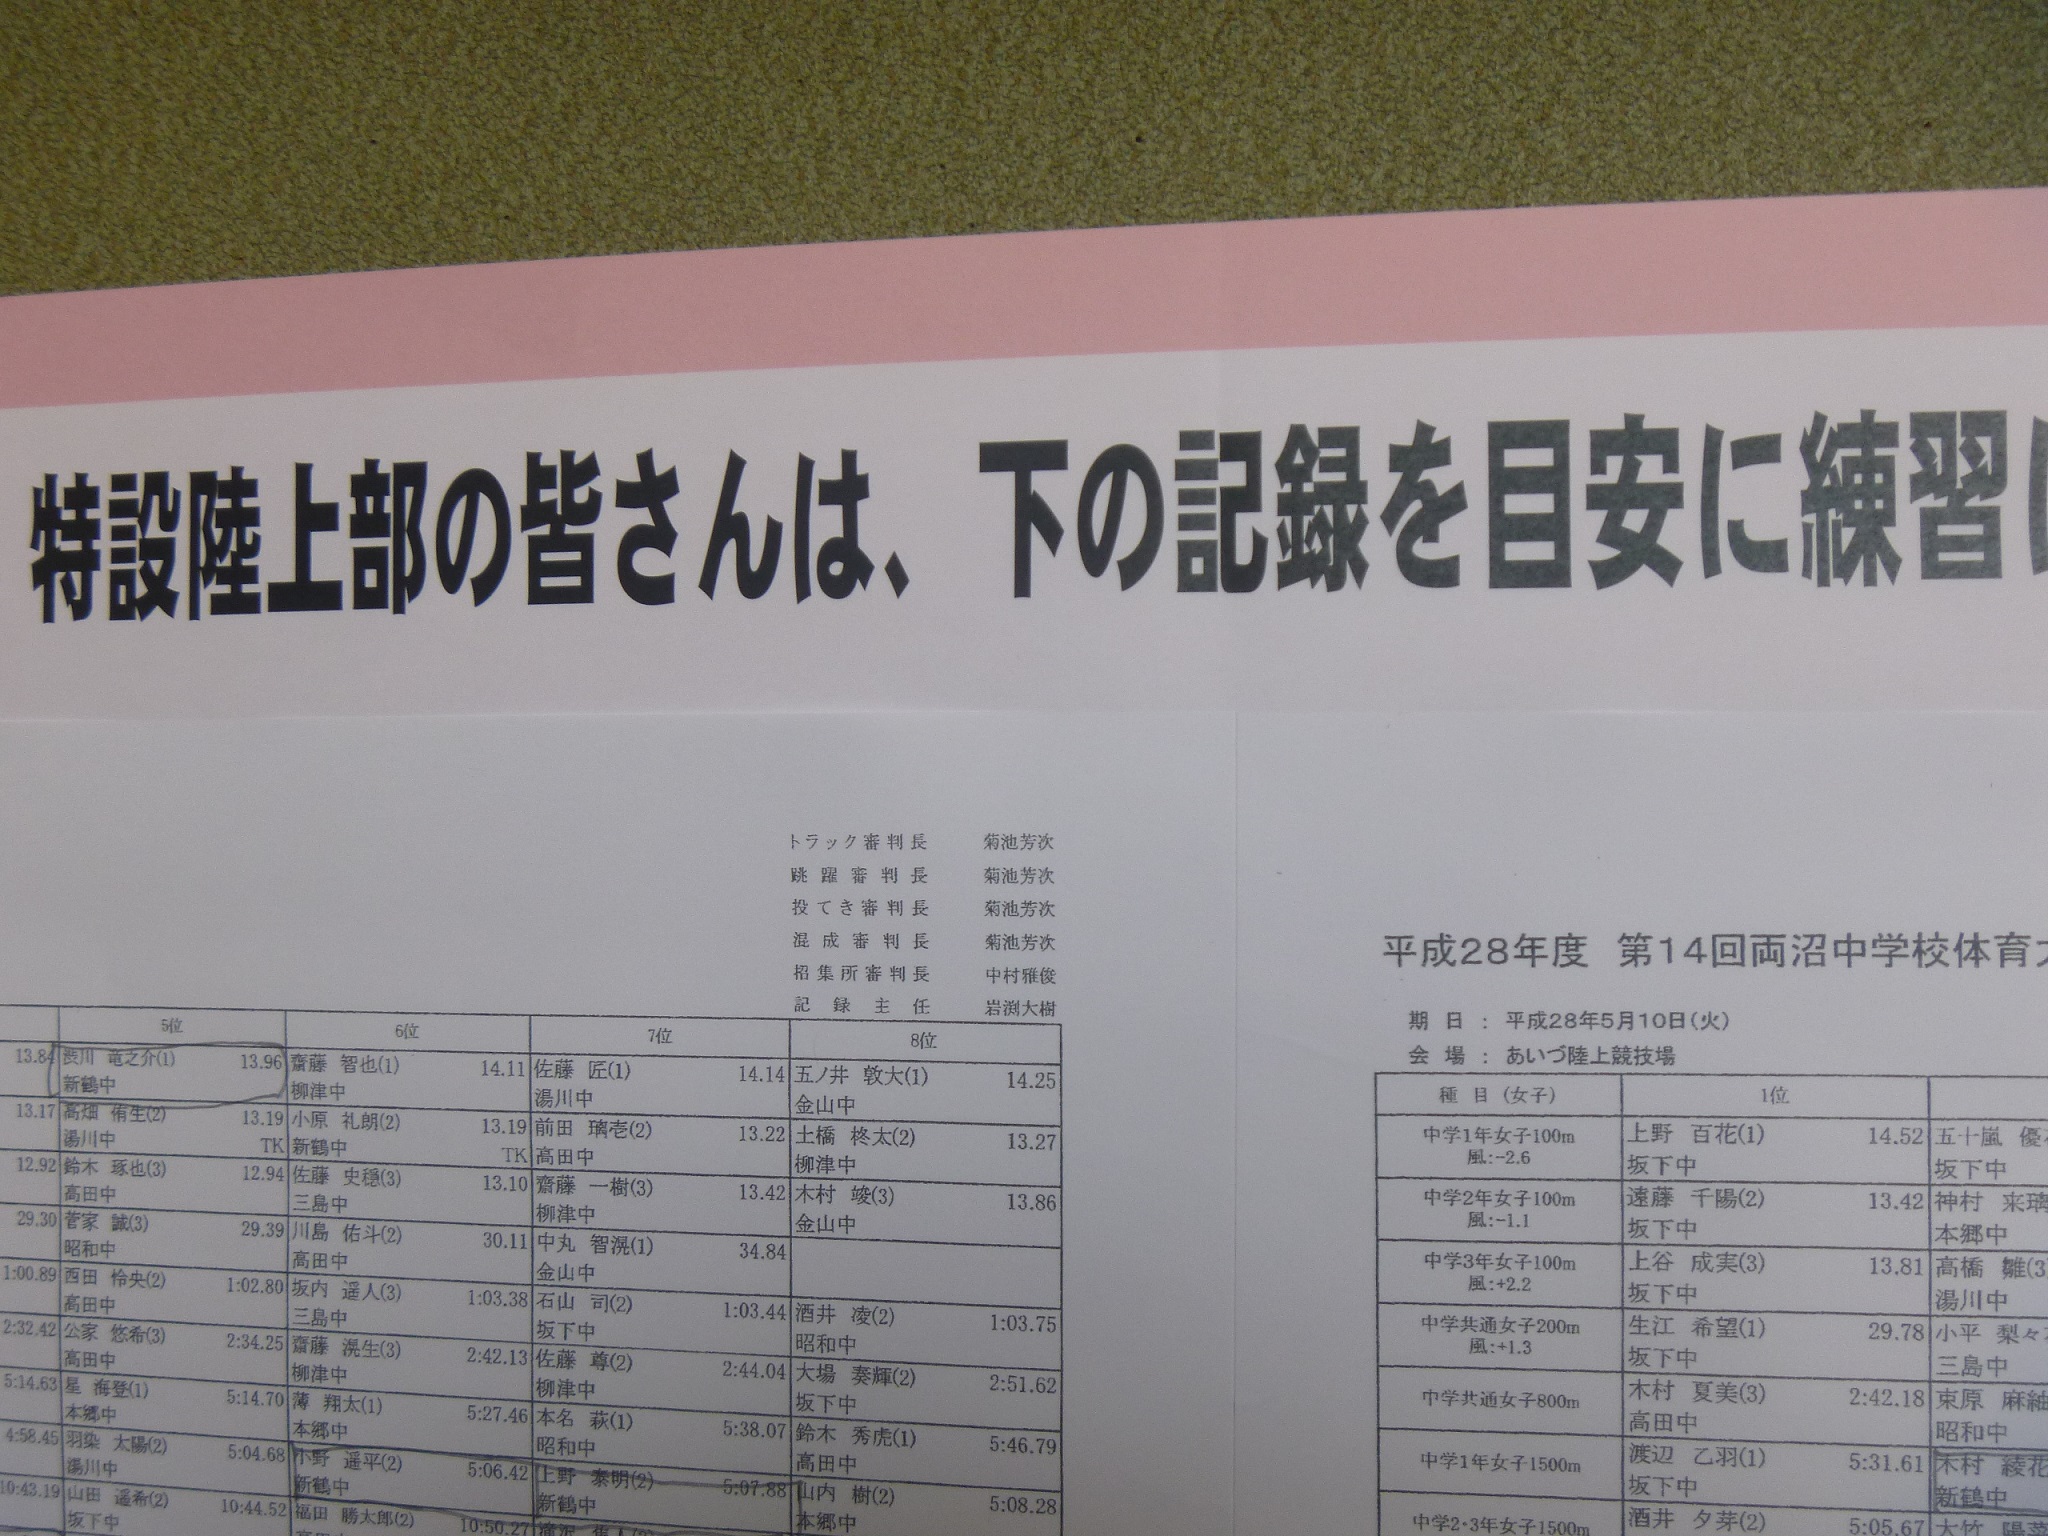 特設陸上部の皆さんは、下の記録を目安に練習
トラック審判長 菊池芳次
跳躍審判長 菊池芳次
投てき審判長 菊池芳次
混成審判長 菊池芳次
招集所審判長 中村雅俊
記録主任 岩渕大樹
5位 6位 7位 8位
13.84 渋川 竜之介(1) 13.96 齋藤 智也(1) 14.11 佐藤 匠(1) 14.14 五ノ井 敦大(1) 14.25
新鶴中 柳津中 湯川中 金山中
13.17 高畑 侑生(2) 13.19 小原 礼朗(2) 13.19 前田 璃壱(2) 13.22 土橋 柊太(2) 13.27
湯川中 TK 新鶴中 TK 高田中 柳津中
12.92 鈴木 琢也(3) 12.94 佐藤 史穏(3) 13.10 齋藤 一樹(3) 13.42 木村 竣(3) 13.86
高田中 三島中 柳津中 金山中
29.30 菅家 誠(3) 29.39 川島 佑斗(2) 30.11 中丸 智滉(1) 34.84
昭和中 高田中 金山中
1:00.89 西田 怜央(2) 1:02.80 坂内 遥人(3) 1:03.38 石山 司(2) 1:03.44 酒井 凌(2) 1:03.75
高田中 三島中 坂下中 昭和中
2:32.42 公家 悠希(3) 2:34.25 齋藤 滉生(3) 2:42.13 佐藤 尊(2) 2:44.04 大場 奏輝(2) 2:51.62
高田中 柳津中 柳津中 坂下中
5:14.63 星 海登(1) 5:14.70 薄 翔太(1) 5:27.46 本名 萩(1) 5:38.07 鈴木 秀虎(1) 5:46.79
本郷中 本郷中 昭和中 高田中
4:58.45 羽染 太陽(2) 5:04.68 小野 遥平(2) 5:06.42 上野 泰明(2) 5:07.88 山内 樹(2) 5:08.28
湯川中 新鶴中 新鶴中 本郷中
10:43.19 山田 遥希(2) 10:44.52 福田 勝太郎(2) 10:50.27
坂下中
平成28年度 第14回両沼中学校体育
期 日 : 平成28年5月10日(火)
会 場 : あいづ陸上競技場
種 目 (女子) 1位
中学1年女子100m 上野 百花(1) 14.52 五十嵐 優
風:-2.6 坂下中 坂下中
中学2年女子100m 遠藤 千陽(2) 13.42 神村 来璃
風:-1.1 坂下中 本郷中
中学3年女子100m 上谷 成実(3) 13.81 高橋 雛(3
風:+2.2 坂下中 湯川中
中学共通女子200m 生江 希望(1) 29.78 小平 梨々
風:+1.3 坂下中 三島中
中学共通女子800m 木村 夏美(3) 2:42.18 束原 麻紬
高田中 昭和中
中学1年女子1500m 渡辺 乙羽(1) 5:31.61 木村 綾花
坂下中 新鶴中
中学2・3年女子1500m 酒井 夕芽(2) 5:05.67 大竹 陽菜